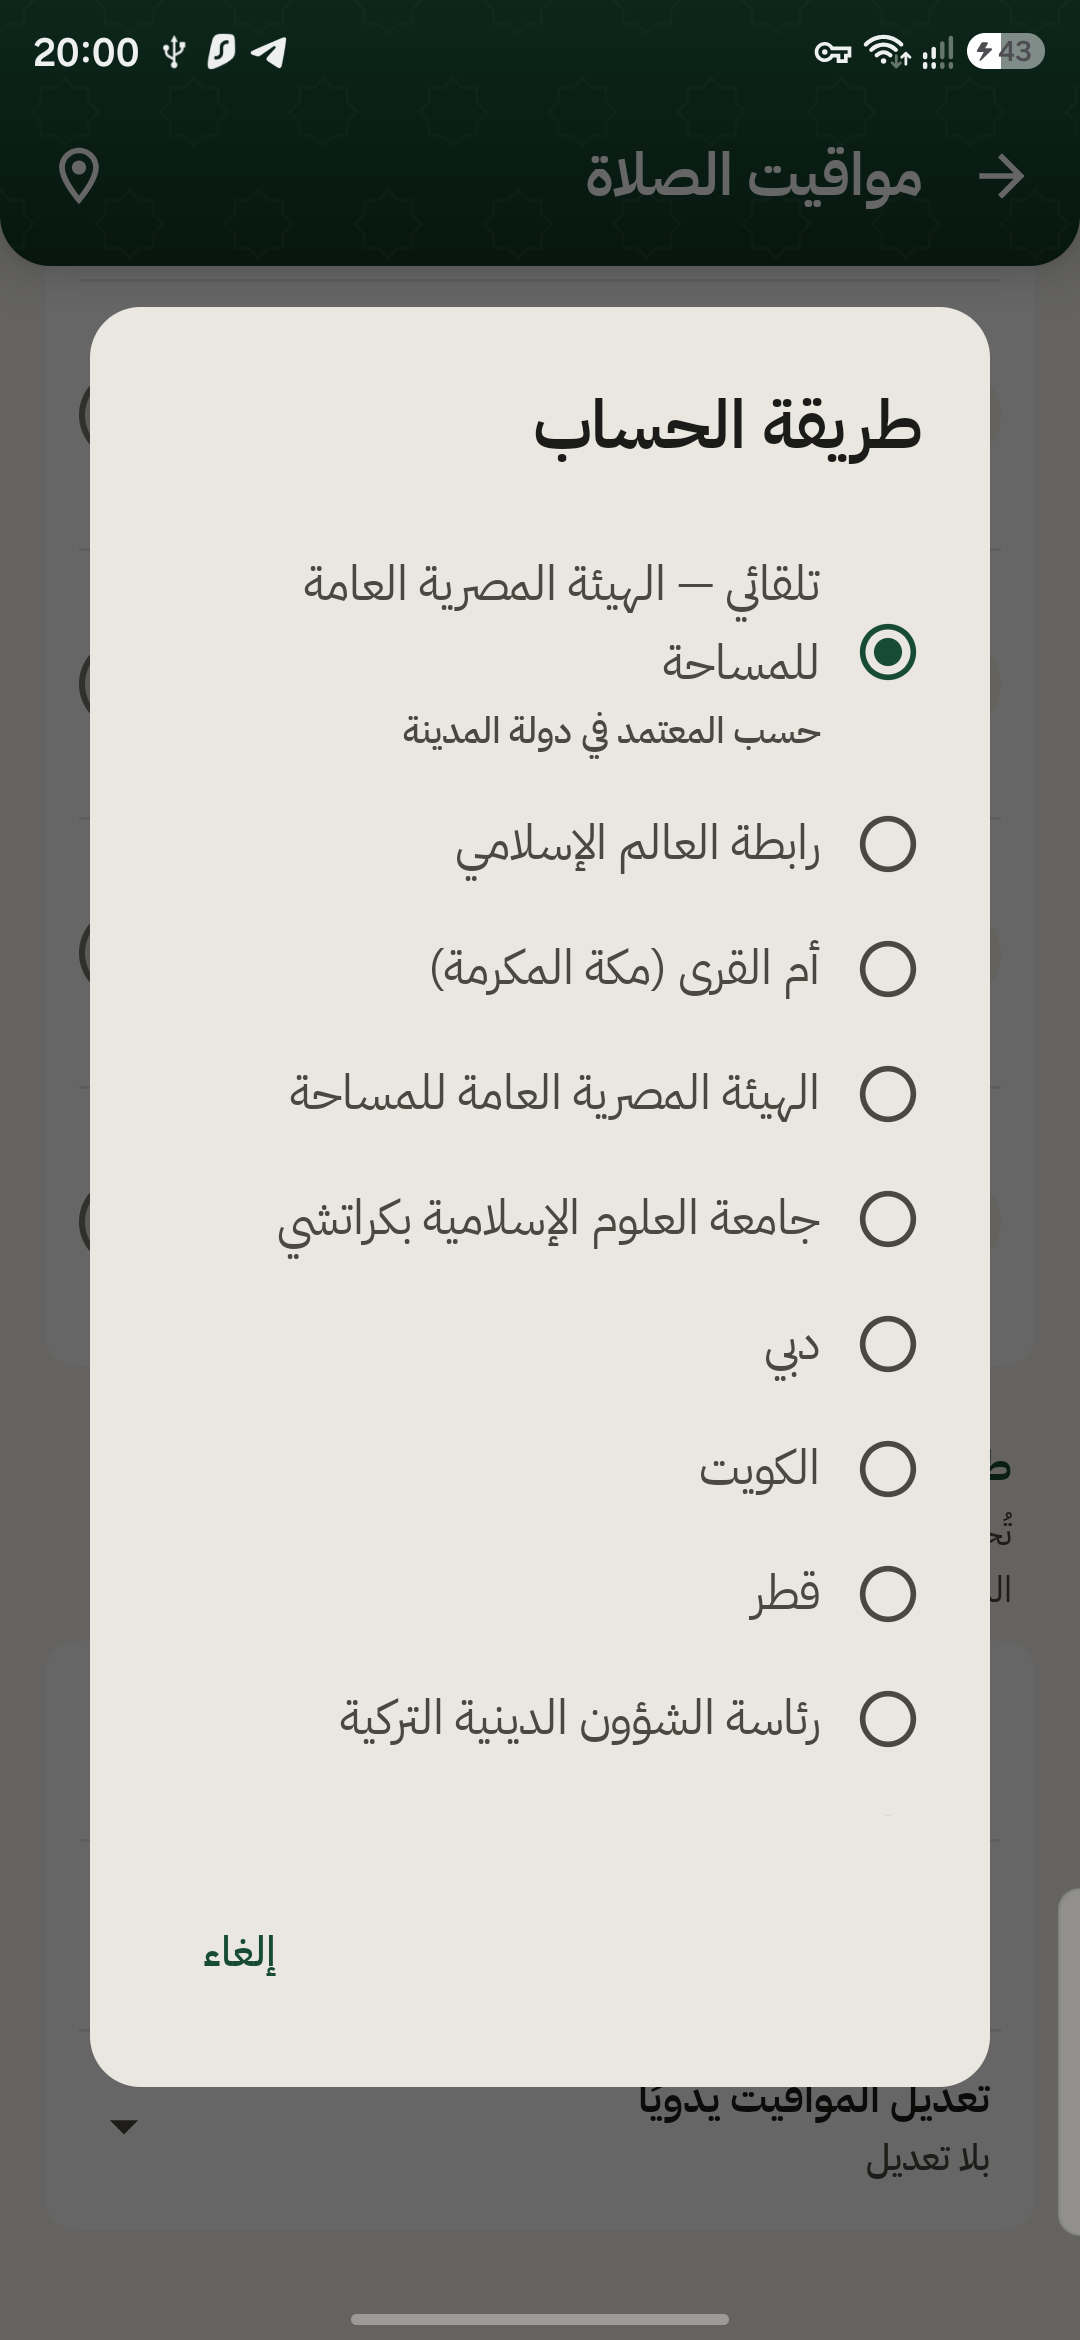 20:00
43
مواقيت الصلاة
طريقة الحساب
تلقائي — الهيئة المصرية العامة
للمساحة
حسب المعتمد في دولة المدينة
رابطة العالم الإسلامي
أم القرى (مكة المكرمة)
الهيئة المصرية العامة للمساحة
جامعة العلوم الإسلامية بكراتشي
دبي
الكويت
قطر
رئاسة الشؤون الدينية التركية
إلغاء
تعديل المواقيت يدويًا
بلا تعديل